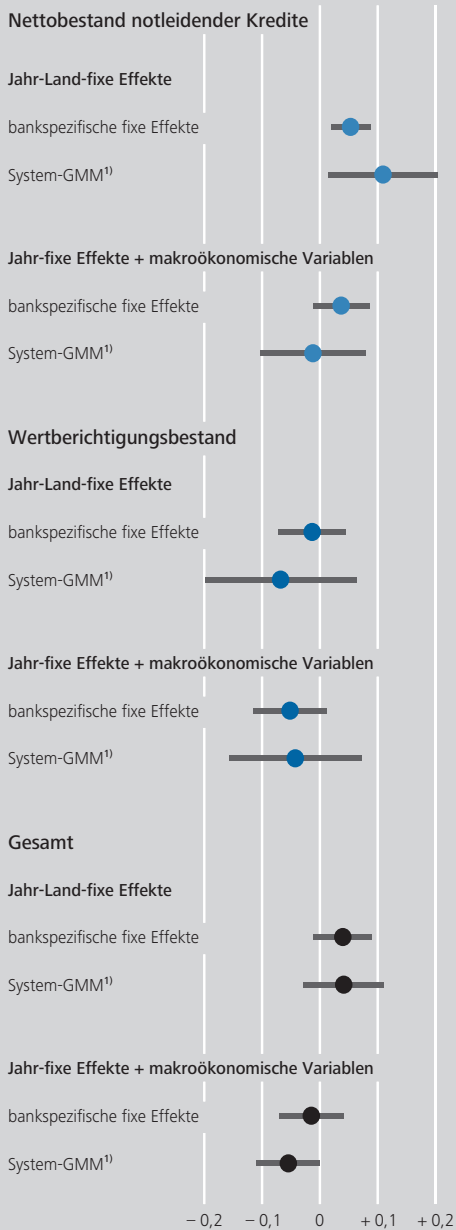 Nettobestand notleidender Kredite
Jahr-Land-fixe Effekte
bankspezifische fixe Effekte
System-GMM¹⁾
Jahr-fixe Effekte + makroökonomische Variablen
bankspezifische fixe Effekte
System-GMM¹⁾
Wertberichtigungsbestand
Jahr-Land-fixe Effekte
bankspezifische fixe Effekte
System-GMM¹⁾
Jahr-fixe Effekte + makroökonomische Variablen
bankspezifische fixe Effekte
System-GMM¹⁾
Gesamt
Jahr-Land-fixe Effekte
bankspezifische fixe Effekte
System-GMM¹⁾
Jahr-fixe Effekte + makroökonomische Variablen
bankspezifische fixe Effekte
System-GMM¹⁾
– 0,2 – 0,1 0 + 0,1 + 0,2